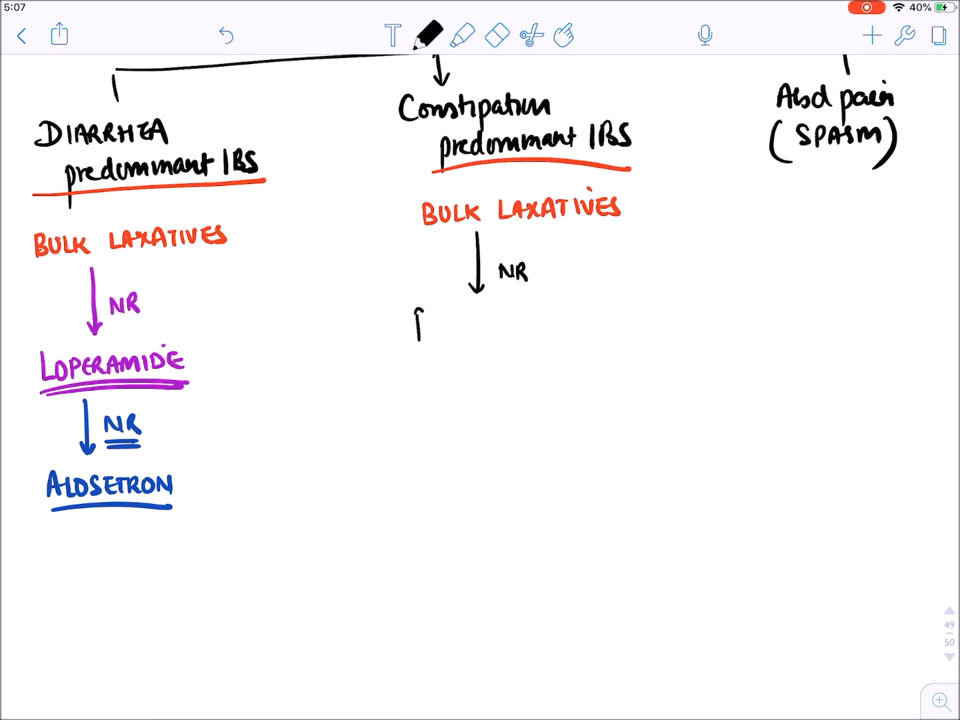 5:07
40%
T
DIARRHEA
predominant IBS
BULK LAXATIVES
NR
LOPERAMIDE
NR
ALOSETRON
Constipation
predominant IBS
BULK LAXATIVES
NR
Abd pain
(SPASM)
49
50